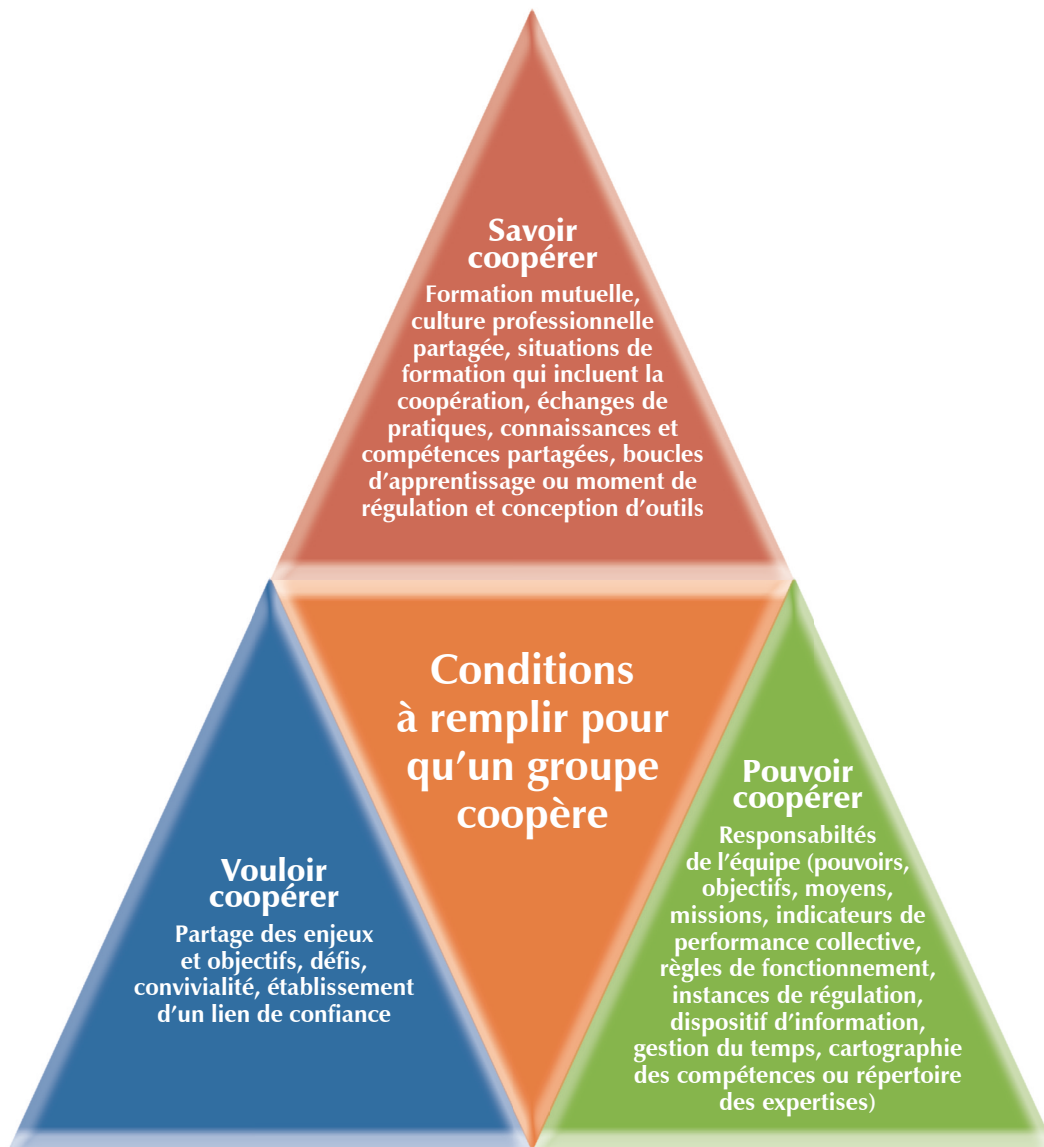 Savoir
coopérer
Formation mutuelle,
culture professionnelle
partagée, situations de
formation qui incluent la
coopération, échanges de
pratiques, connaissances et
compétences partagées, boucles
d’apprentissage ou moment de
régulation et conception d’outils
Conditions
à remplir pour
qu’un groupe
coopère
Vouloir
coopérer
Partage des enjeux
et objectifs, défis,
convivialité, établissement
d’un lien de confiance
Pouvoir
coopérer
Responsabiltés
de l’équipe (pouvoirs,
objectifs, moyens,
missions, indicateurs de
performance collective,
règles de fonctionnement,
instances de régulation,
dispositif d’information,
gestion du temps, cartographie
des compétences ou répertoire
des expertises)